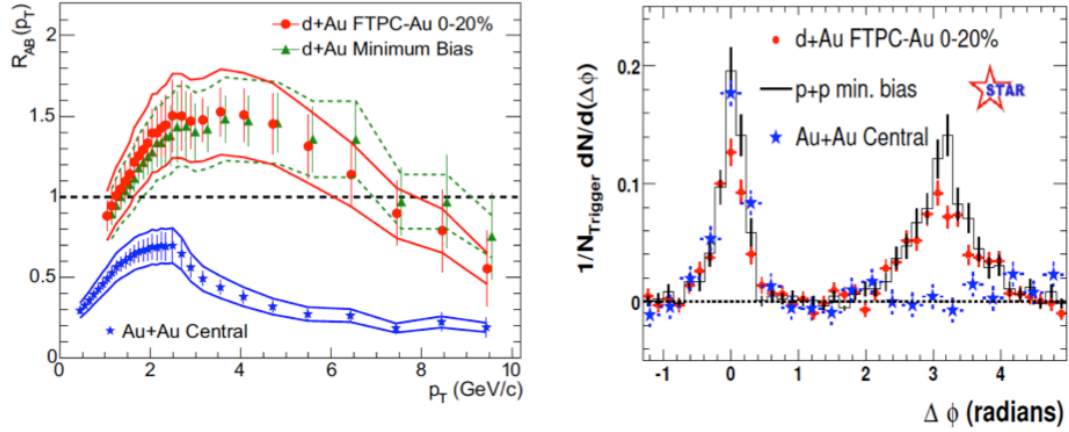 R_AB (p_T)
2
1.5
1
0.5
0
d+Au FTPC-Au 0-20%
d+Au Minimum Bias
Au+Au Central
0 2 4 6 8 10
p_T (GeV/c)
1/N_Trigger dN/d(Δφ)
0.2
0.1
0
d+Au FTPC-Au 0-20%
p+p min. bias
Au+Au Central
STAR
-1 0 1 2 3 4
Δ φ (radians)